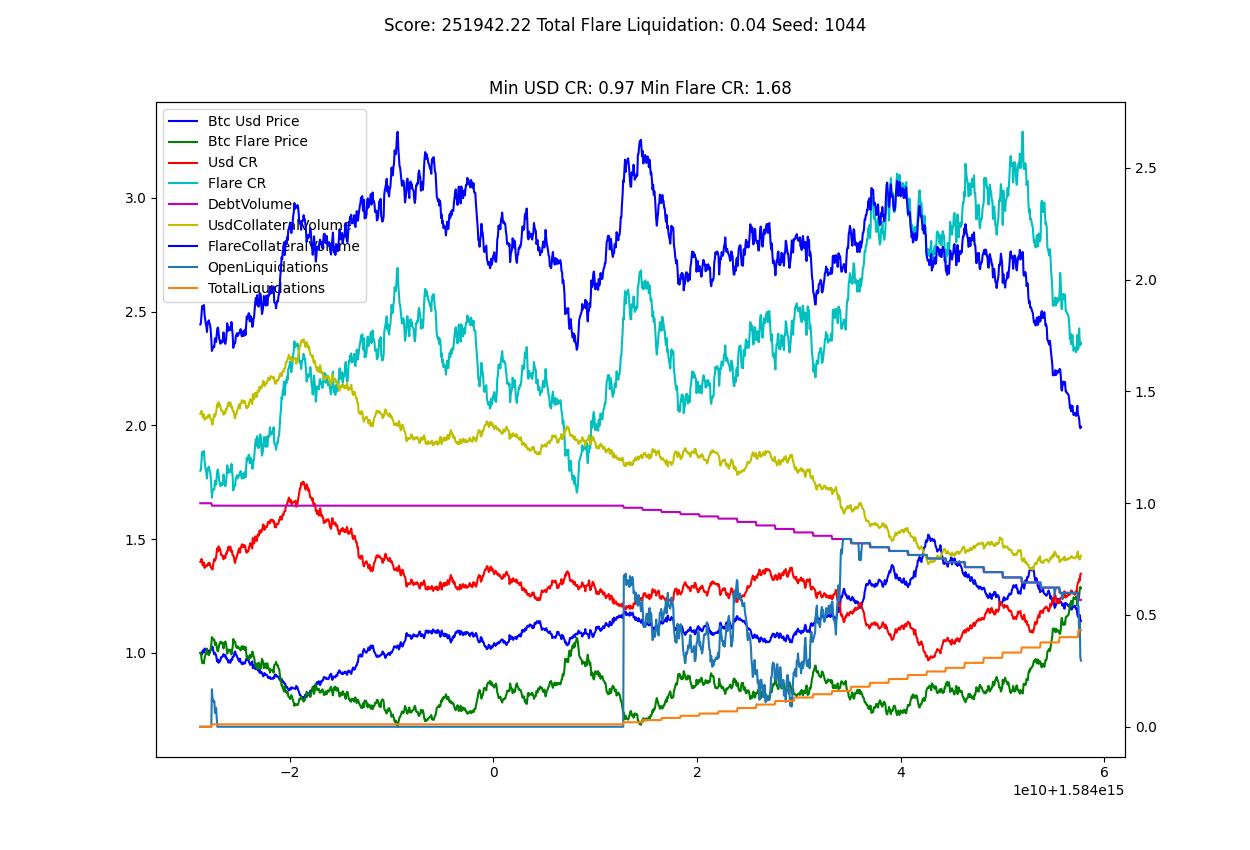 Score: 251942.22 Total Flare Liquidation: 0.04 Seed: 1044
Min USD CR: 0.97 Min Flare CR: 1.68
Btc Usd Price
Btc Flare Price
Usd CR
Flare CR
DebtVolume
UsdCollateralVolume
FlareCollateralVolume
OpenLiquidations
TotalLiquidations
3.0
2.5
2.0
1.5
1.0
2.5
2.0
1.5
1.0
0.5
0.0
−2 0 2 4 6
1e10+1.584e15